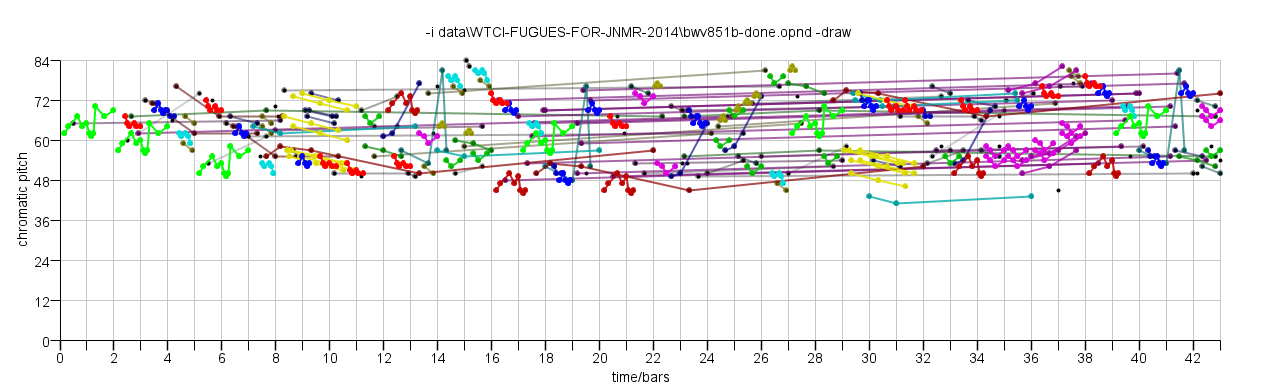 -i data\WTCI-FUGUES-FOR-JNMR-2014\bwv851b-done.opnd -draw
84
72
60
48
36
24
12
0
chromatic pitch
0 2 4 6 8 10 12 14 16 18 20 22 24 26 28 30 32 34 36 38 40 42
time/bars